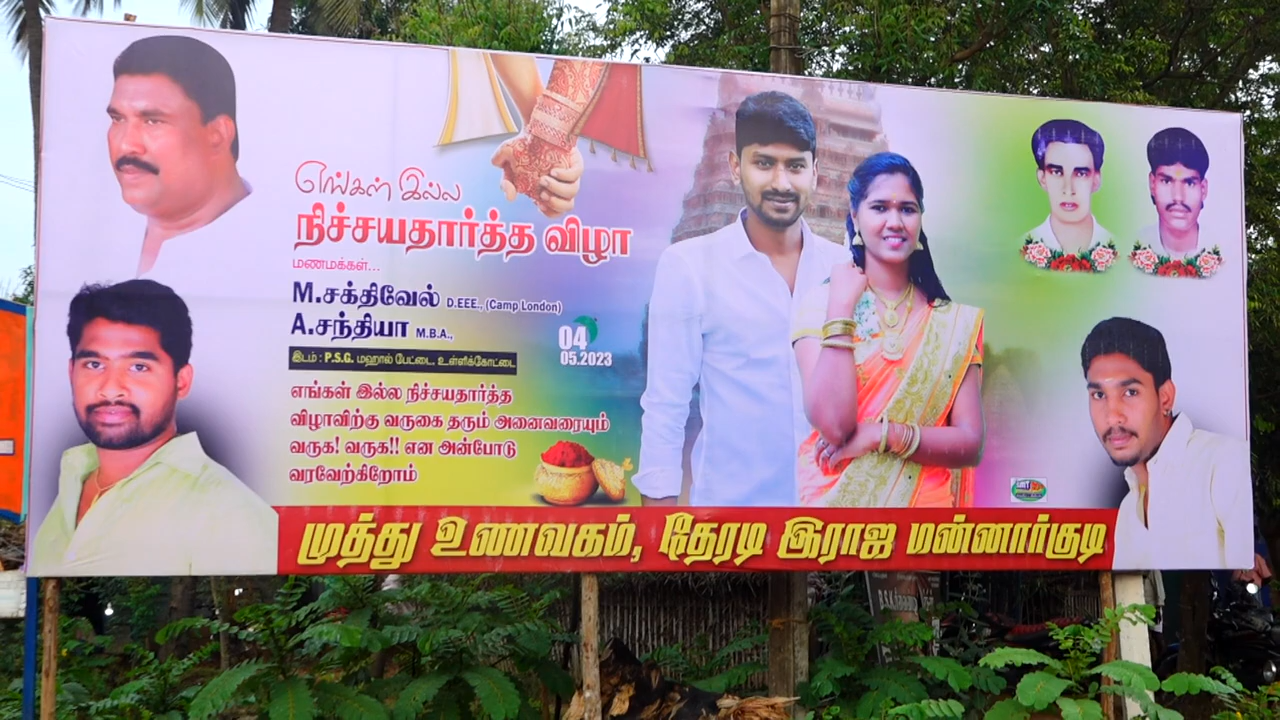 எங்கள் இல்ல
நிச்சயதார்த்த விழா
மணமக்கள்...
M.சக்திவேல் D.EEE., (Camp London)
A.சந்தியா M.B.A.,
04
05.2023
இடம் : P.S.G. மஹால் பேட்டை, உள்ளிக்கோட்டை
எங்கள் இல்ல நிச்சயதார்த்த
விழாவிற்கு வருகை தரும் அனைவரையும்
வருக! வருக!! என அன்போடு
வரவேற்கிறோம்
முத்து உணவகம், தேரடி இராஜ மன்னார்குடி